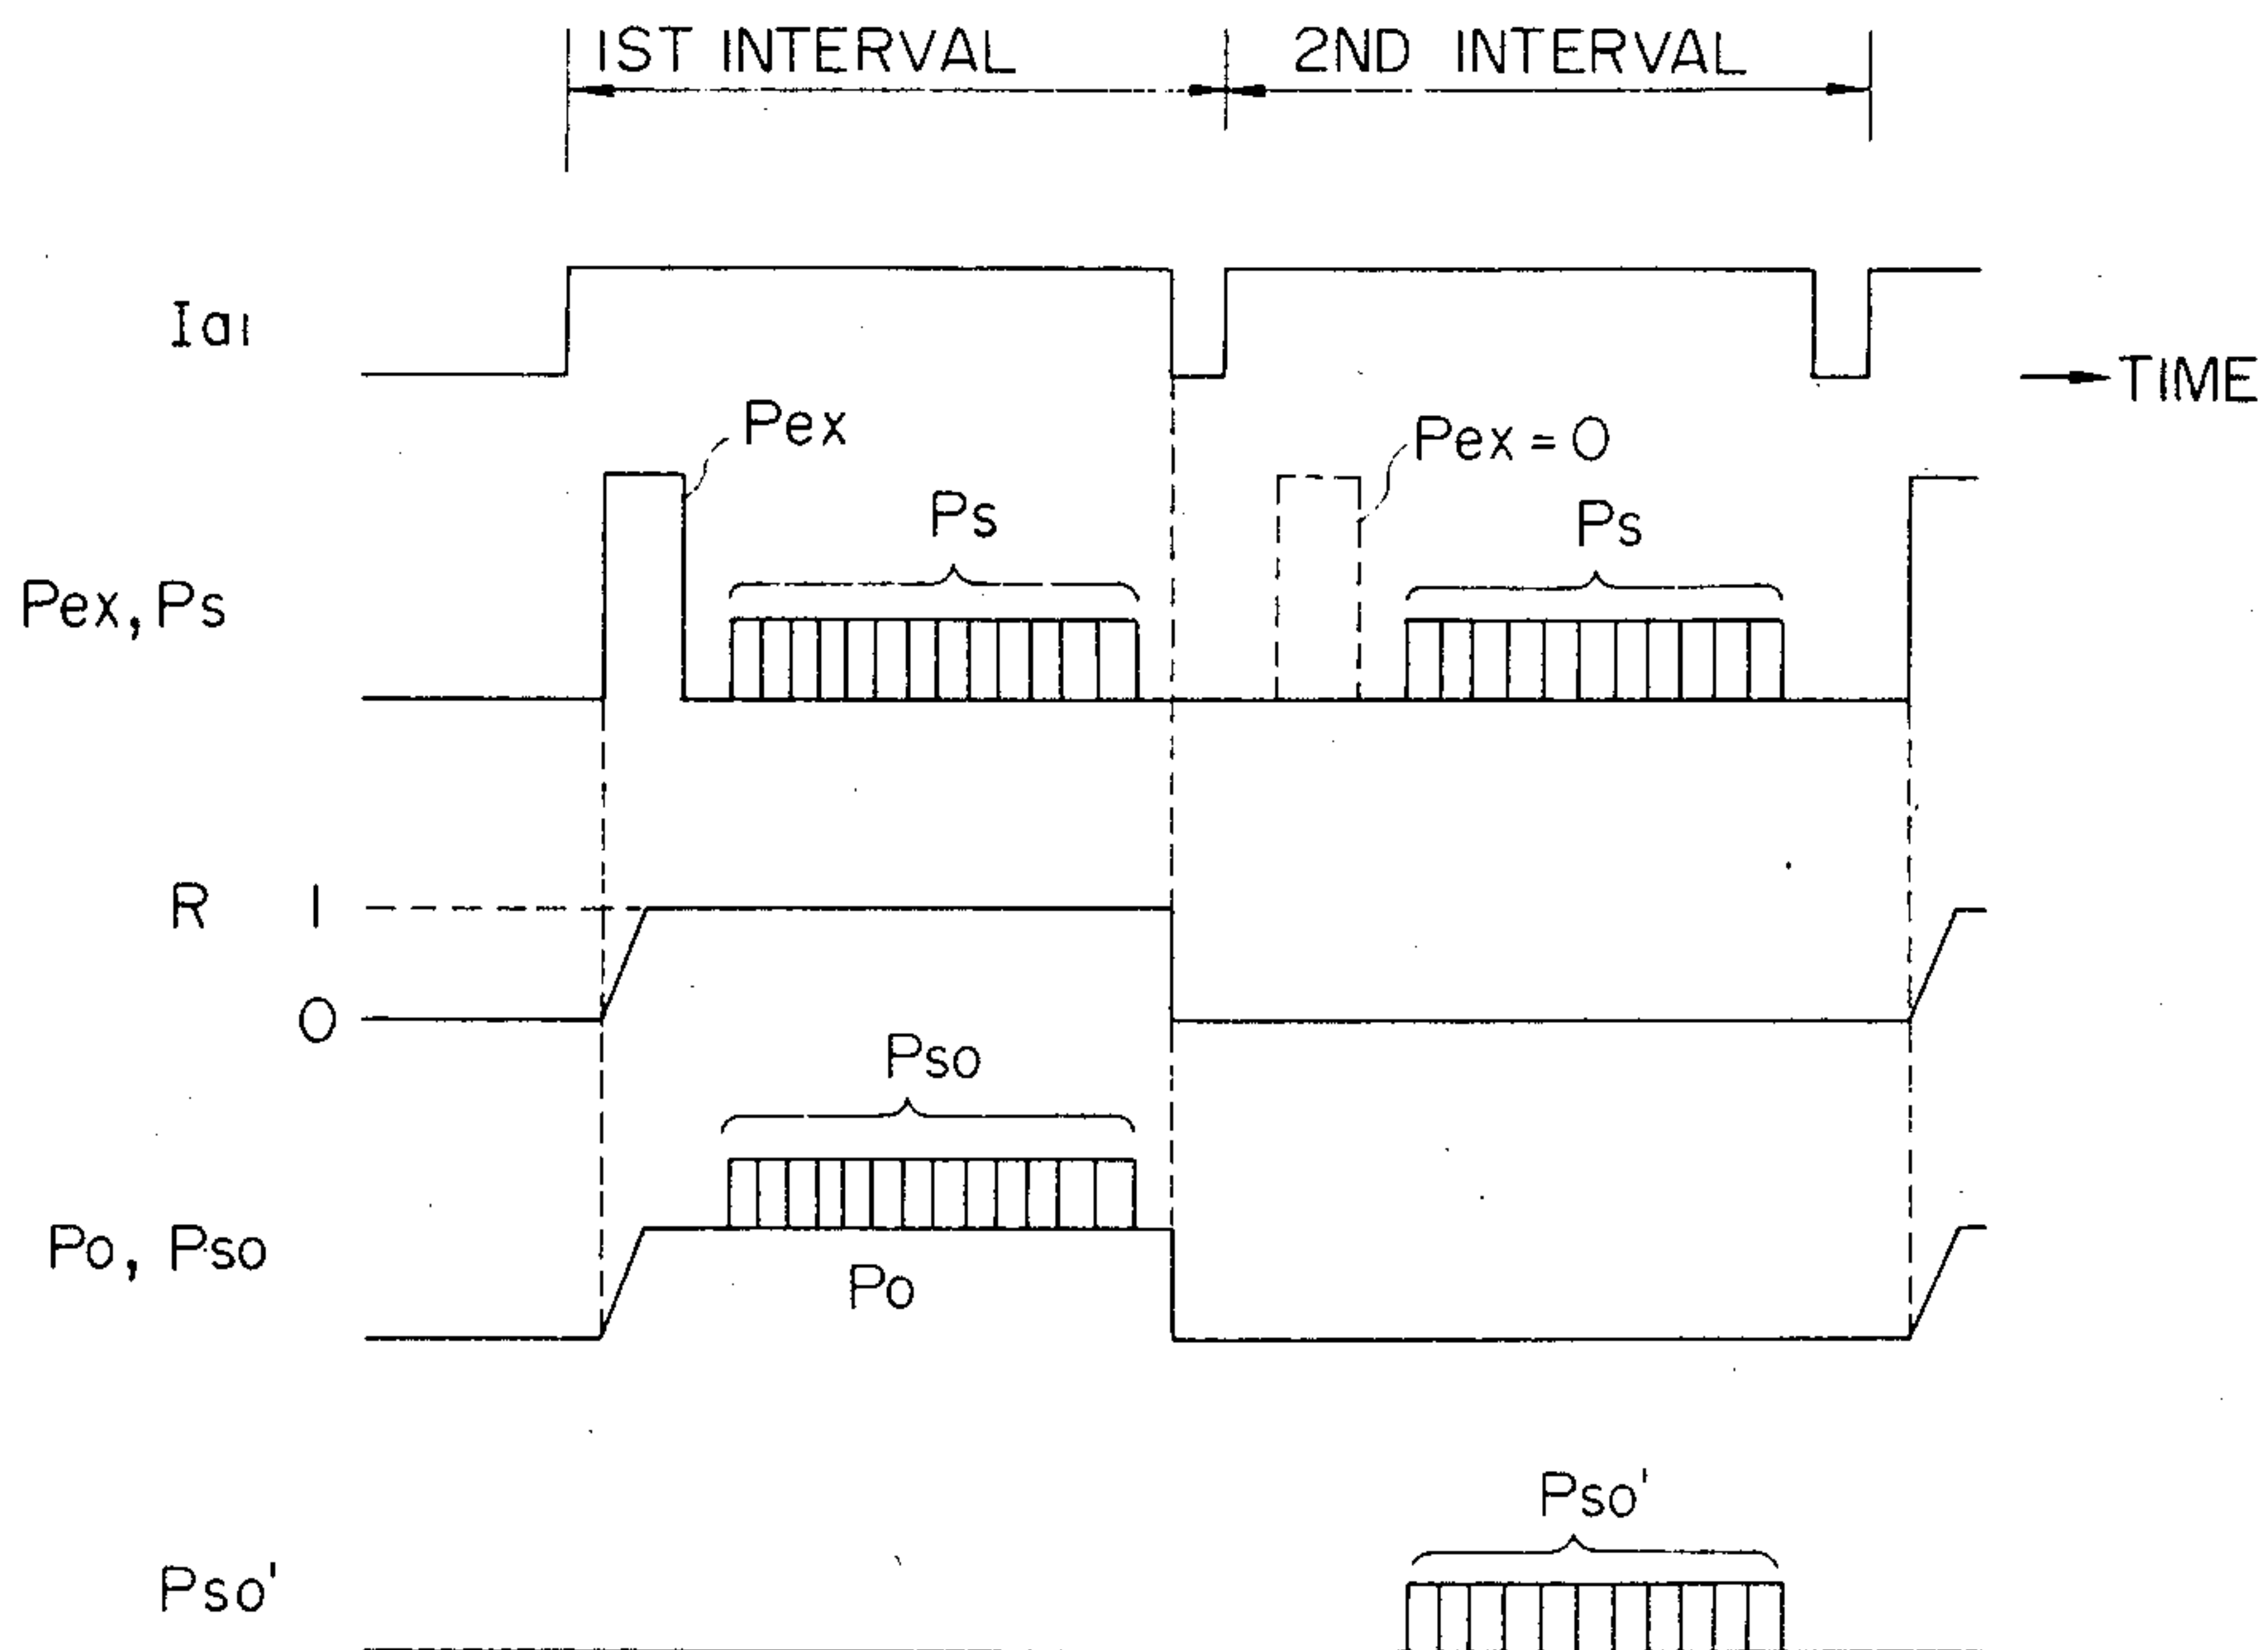 1ST INTERVAL
2ND INTERVAL
Ia1
TIME
Pex
Pex = 0
Ps
Ps
Pex, Ps
R 1
0
Pso
Po, Pso
Po
Pso'
Pso'